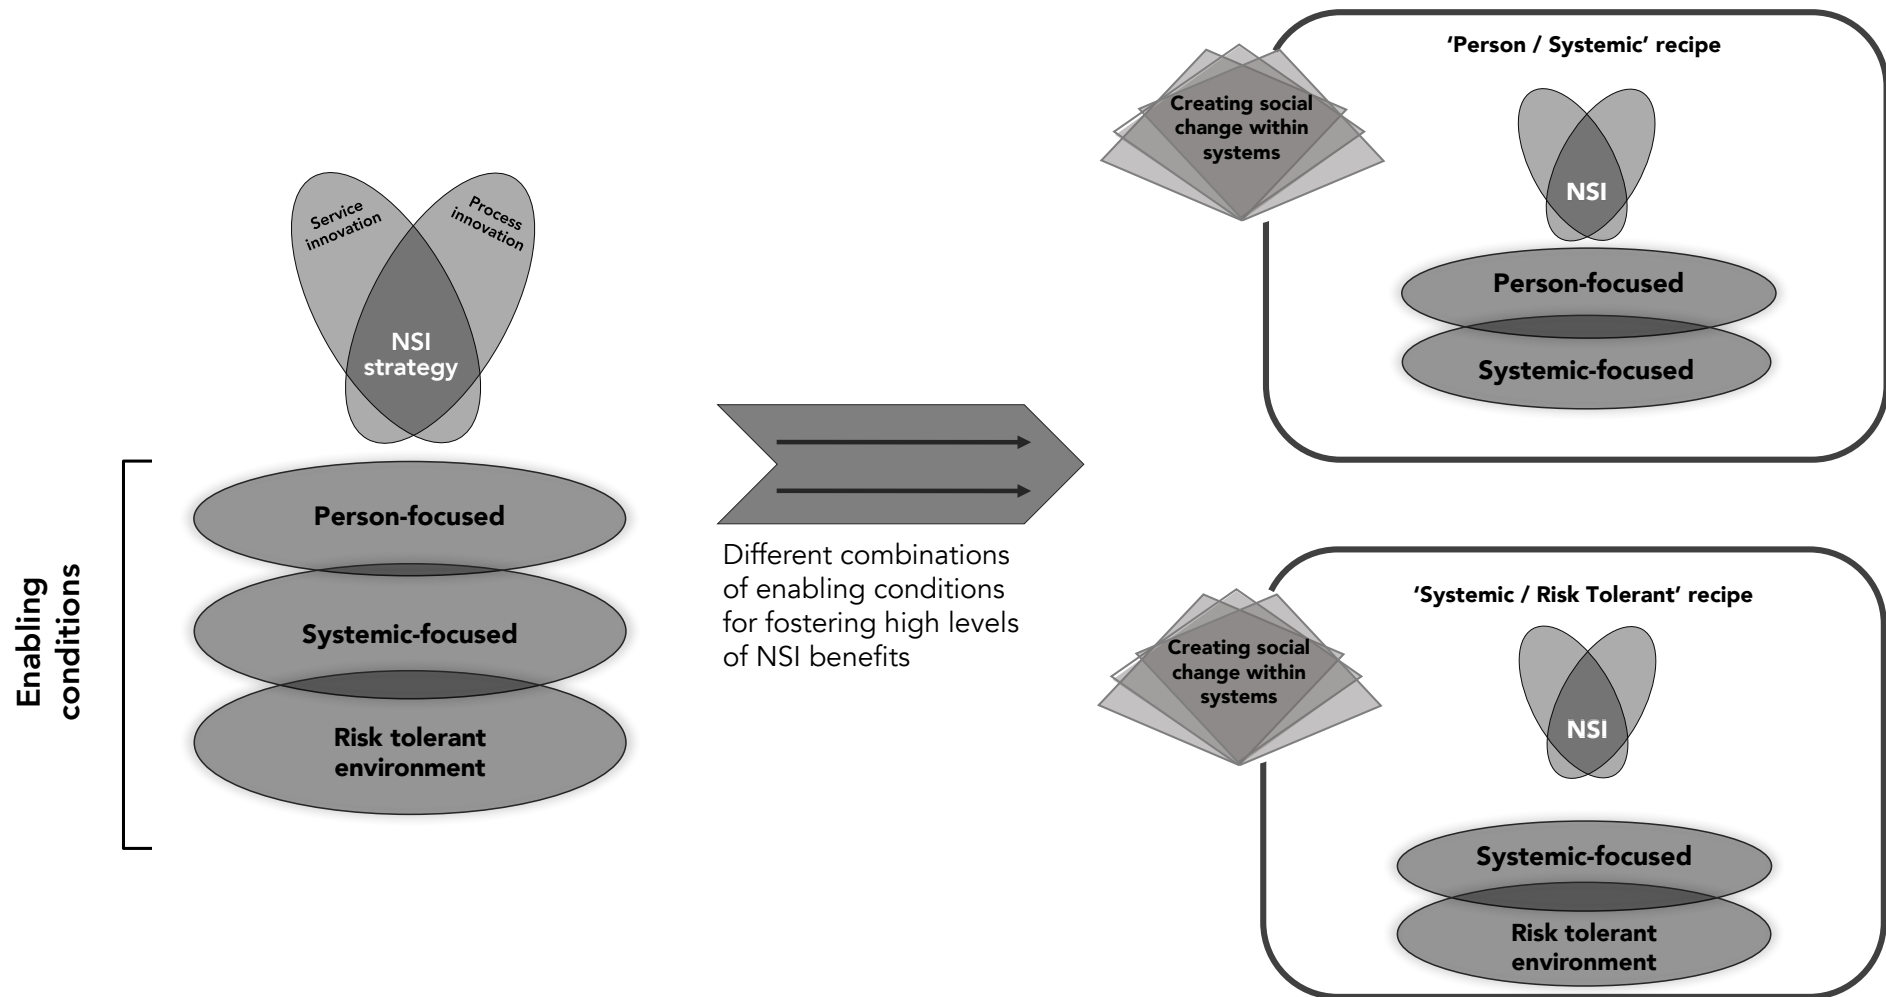 Service
innovation
Process
innovation
NSI
strategy
Enabling
conditions
Person-focused
Systemic-focused
Risk tolerant
environment
Different combinations
of enabling conditions
for fostering high levels
of NSI benefits
Creating social
change within
systems
‘Person / Systemic’ recipe
NSI
Person-focused
Systemic-focused
Creating social
change within
systems
‘Systemic / Risk Tolerant’ recipe
NSI
Systemic-focused
Risk tolerant
environment